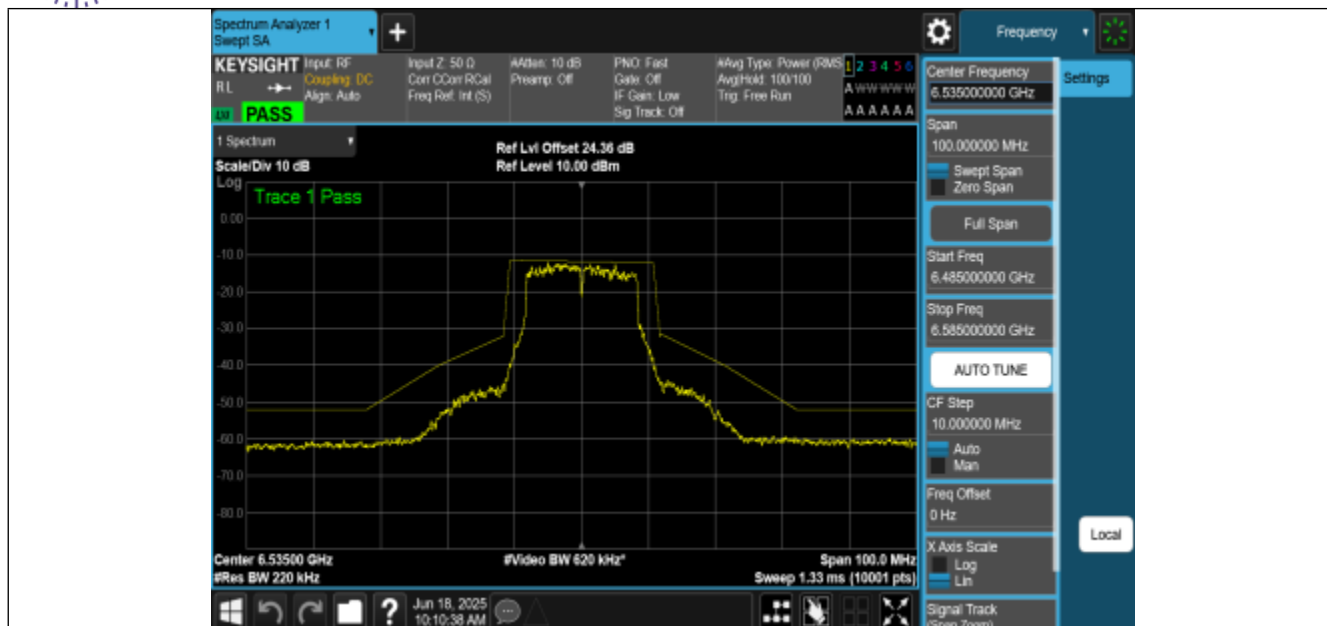 Spectrum Analyzer 1
Swept SA
+
Frequency
KEYSIGHT
RL
LXI
PASS
Input: RF
Coupling: DC
Align: Auto
Input Z: 50 Ω
Corr CCorr RCal
Freq Ref: Int (S)
#Atten: 10 dB
Preamp: Off
PNO: Fast
Gate: Off
IF Gain: Low
Sig Track: Off
#Avg Type: Power (RMS
Avg|Hold: 100/100
Trig: Free Run
1 2 3 4 5 6
A W W W W W
A A A A A A
1 Spectrum
Scale/Div 10 dB
Ref Lvl Offset 24.36 dB
Ref Level 10.00 dBm
Log
Trace 1 Pass
0.00
-10.0
-20.0
-30.0
-40.0
-50.0
-60.0
-70.0
-80.0
Center 6.53500 GHz
#Res BW 220 kHz
#Video BW 620 kHz*
Span 100.0 MHz
Sweep 1.33 ms (10001 pts)
Center Frequency
6.535000000 GHz
Settings
Span
100.000000 MHz
Swept Span
Zero Span
Full Span
Start Freq
6.485000000 GHz
Stop Freq
6.585000000 GHz
AUTO TUNE
CF Step
10.000000 MHz
Auto
Man
Freq Offset
0 Hz
X Axis Scale
Log
Lin
Local
Signal Track
(Span Zoom)
?
Jun 18, 2025
10:10:38 AM